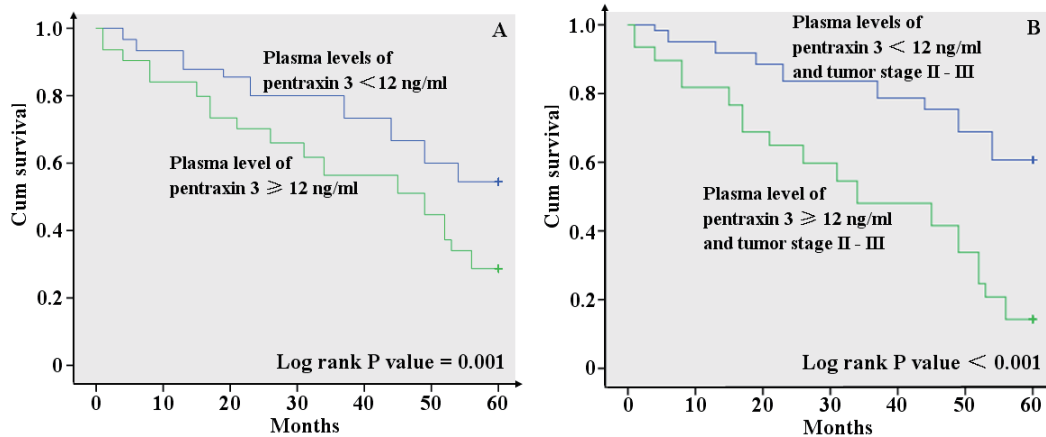 A
Plasma levels of
pentraxin 3 < 12 ng/ml
Plasma level of
pentraxin 3 ≥ 12 ng/ml
Log rank P value = 0.001
Cum survival
1.0
0.8
0.6
0.4
0.2
0
0 10 20 30 40 50 60
Months
B
Plasma levels of
pentraxin 3 < 12 ng/ml
and tumor stage II - III
Plasma level of
pentraxin 3 ≥ 12 ng/ml
and tumor stage II - III
Log rank P value < 0.001
Cum survival
1.0
0.8
0.6
0.4
0.2
0.0
0 10 20 30 40 50 60
Months